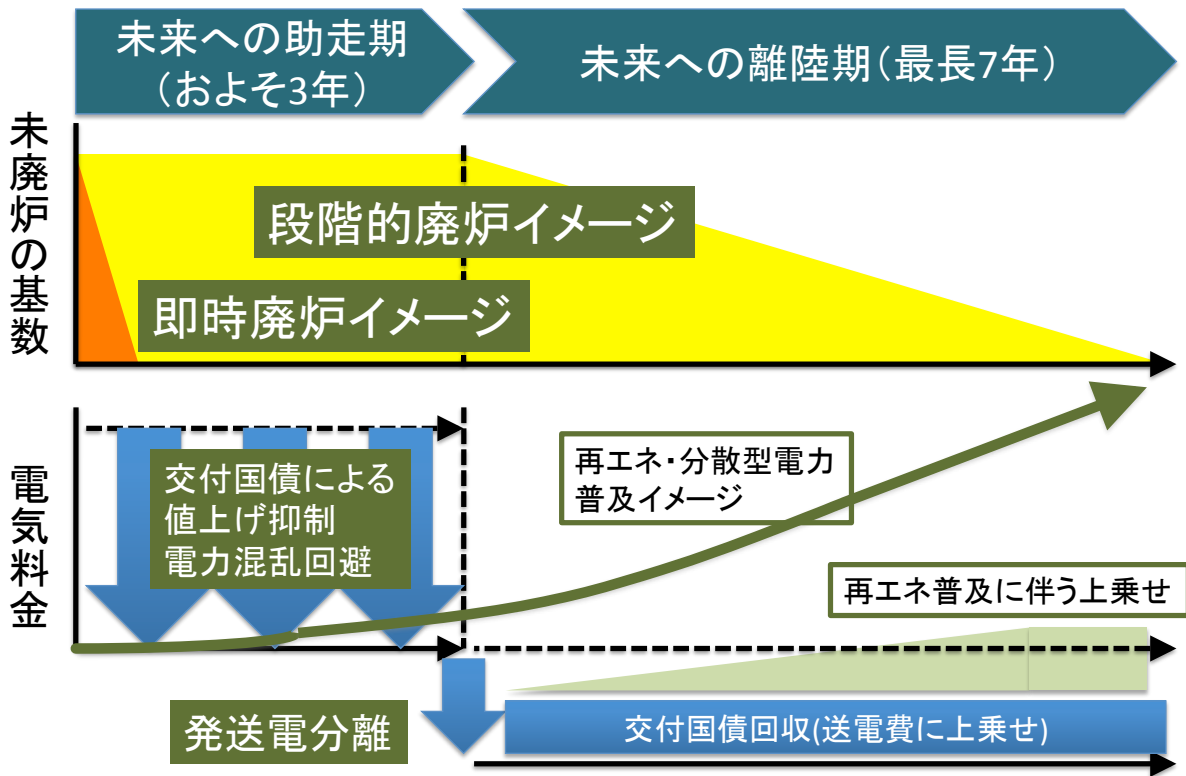 未来への助走期
（およそ3年）
未来への離陸期（最長7年）
未廃炉の基数
段階的廃炉イメージ
即時廃炉イメージ
電気料金
交付国債による
値上げ抑制
電力混乱回避
再エネ・分散型電力
普及イメージ
再エネ普及に伴う上乗せ
発送電分離
交付国債回収(送電費に上乗せ)